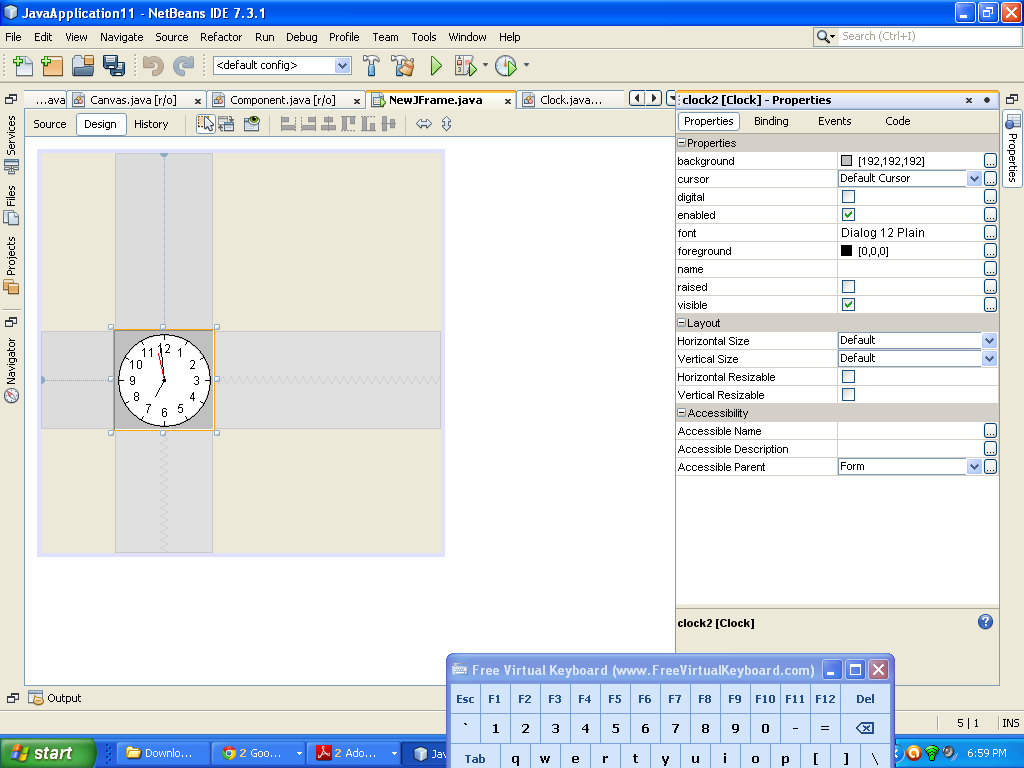 JavaApplication11 - NetBeans IDE 7.3.1
File Edit View Navigate Source Refactor Run Debug Profile Team Tools Window Help
Search (Ctrl+I)
<default config>
...ava Canvas.java [r/o] Component.java [r/o] NewJFrame.java Clock.java...
Source Design History
Services
Files
Projects
Navigator
11 12 1
10 2
9 3
8 4
7 6 5
clock2 [Clock] - Properties
Properties Binding Events Code
Properties
Properties
background [192,192,192] ...
cursor Default Cursor ...
digital ...
enabled ...
font Dialog 12 Plain ...
foreground [0,0,0] ...
name ...
raised ...
visible ...
Layout
Horizontal Size Default
Vertical Size Default
Horizontal Resizable
Vertical Resizable
Accessibility
Accessible Name ...
Accessible Description ...
Accessible Parent Form ...
clock2 [Clock]
?
Output
Free Virtual Keyboard (www.FreeVirtualKeyboard.com)
Esc F1 F2 F3 F4 F5 F6 F7 F8 F9 F10 F11 F12 Del
` 1 2 3 4 5 6 7 8 9 0 - =
Tab q w e r t y u i o p [ ] \
5 | 1 INS
start Downlo... 2 Goo... 2 Ado... Jav 6:59 PM